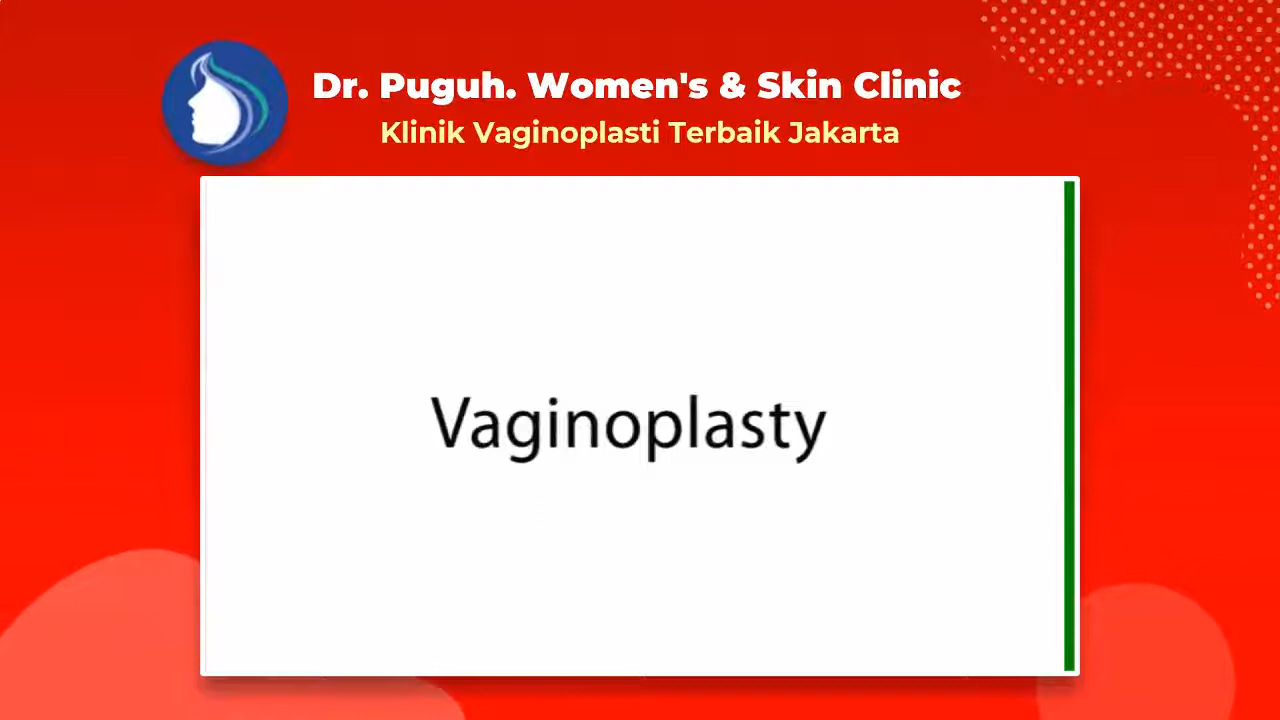 Dr. Puguh. Women's & Skin Clinic
Klinik Vaginoplasti Terbaik Jakarta
Vaginoplasty